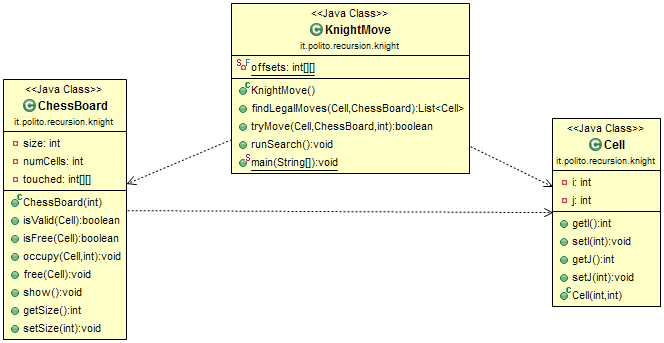 <<Java Class>>
KnightMove
it.polito.recursion.knight
offsets: int[][]
KnightMove()
findLegalMoves(Cell,ChessBoard):List<Cell>
tryMove(Cell,ChessBoard,int):boolean
runSearch():void
main(String[]):void
<<Java Class>>
ChessBoard
it.polito.recursion.knight
size: int
numCells: int
touched: int[][]
ChessBoard(int)
isValid(Cell):boolean
isFree(Cell):boolean
occupy(Cell,int):void
free(Cell):void
show():void
getSize():int
setSize(int):void
<<Java Class>>
Cell
it.polito.recursion.knight
i: int
j: int
getI():int
setI(int):void
getJ():int
setJ(int):void
Cell(int,int)